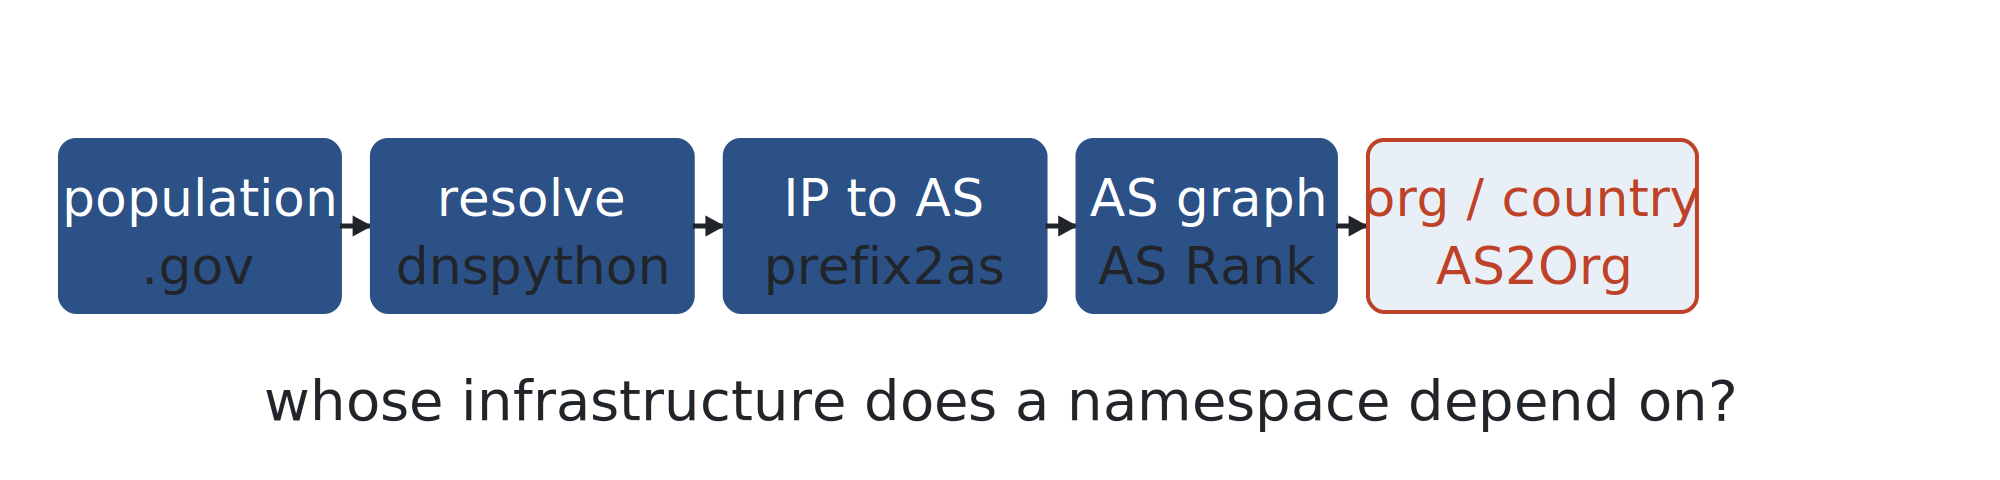 population
.gov
resolve
dnspython
IP to AS
prefix2as
AS graph
AS Rank
org / country
AS2Org
whose infrastructure does a namespace depend on?